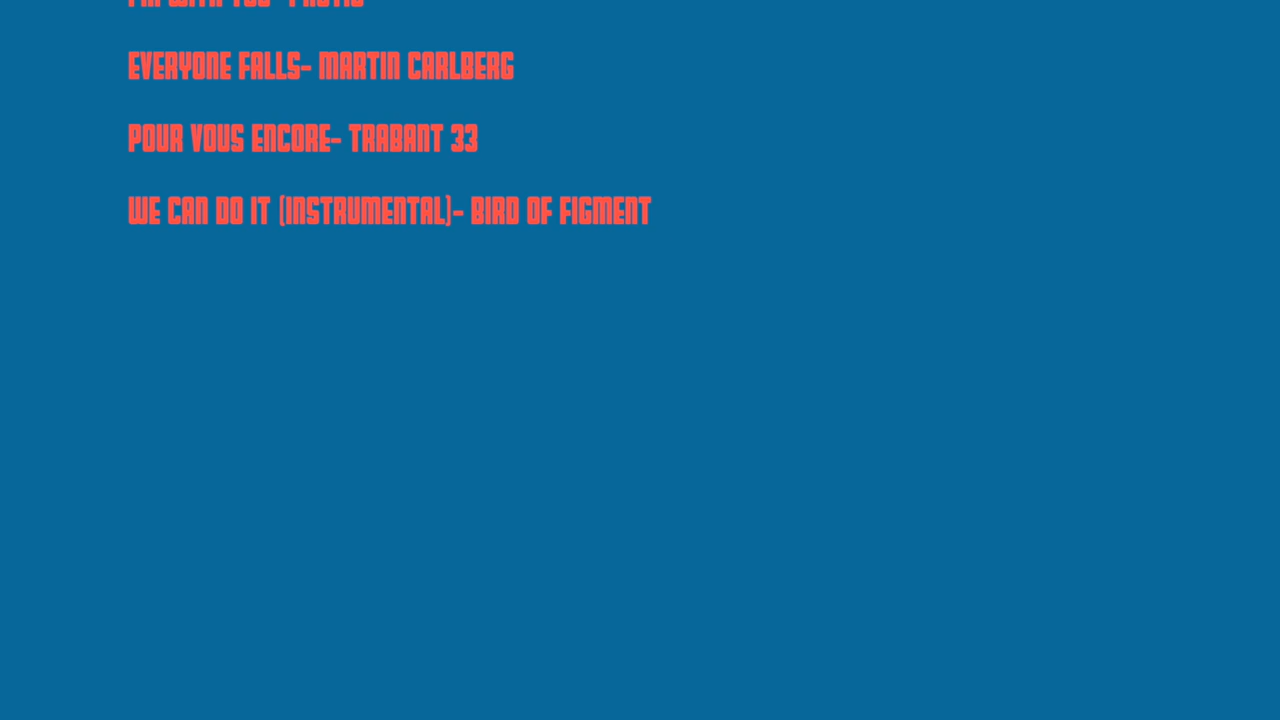 EVERYONE FALLS- MARTIN CARLBERG
POUR VOUS ENCORE- TRABANT 33
WE CAN DO IT (INSTRUMENTAL)- BIRD OF FIGMENT